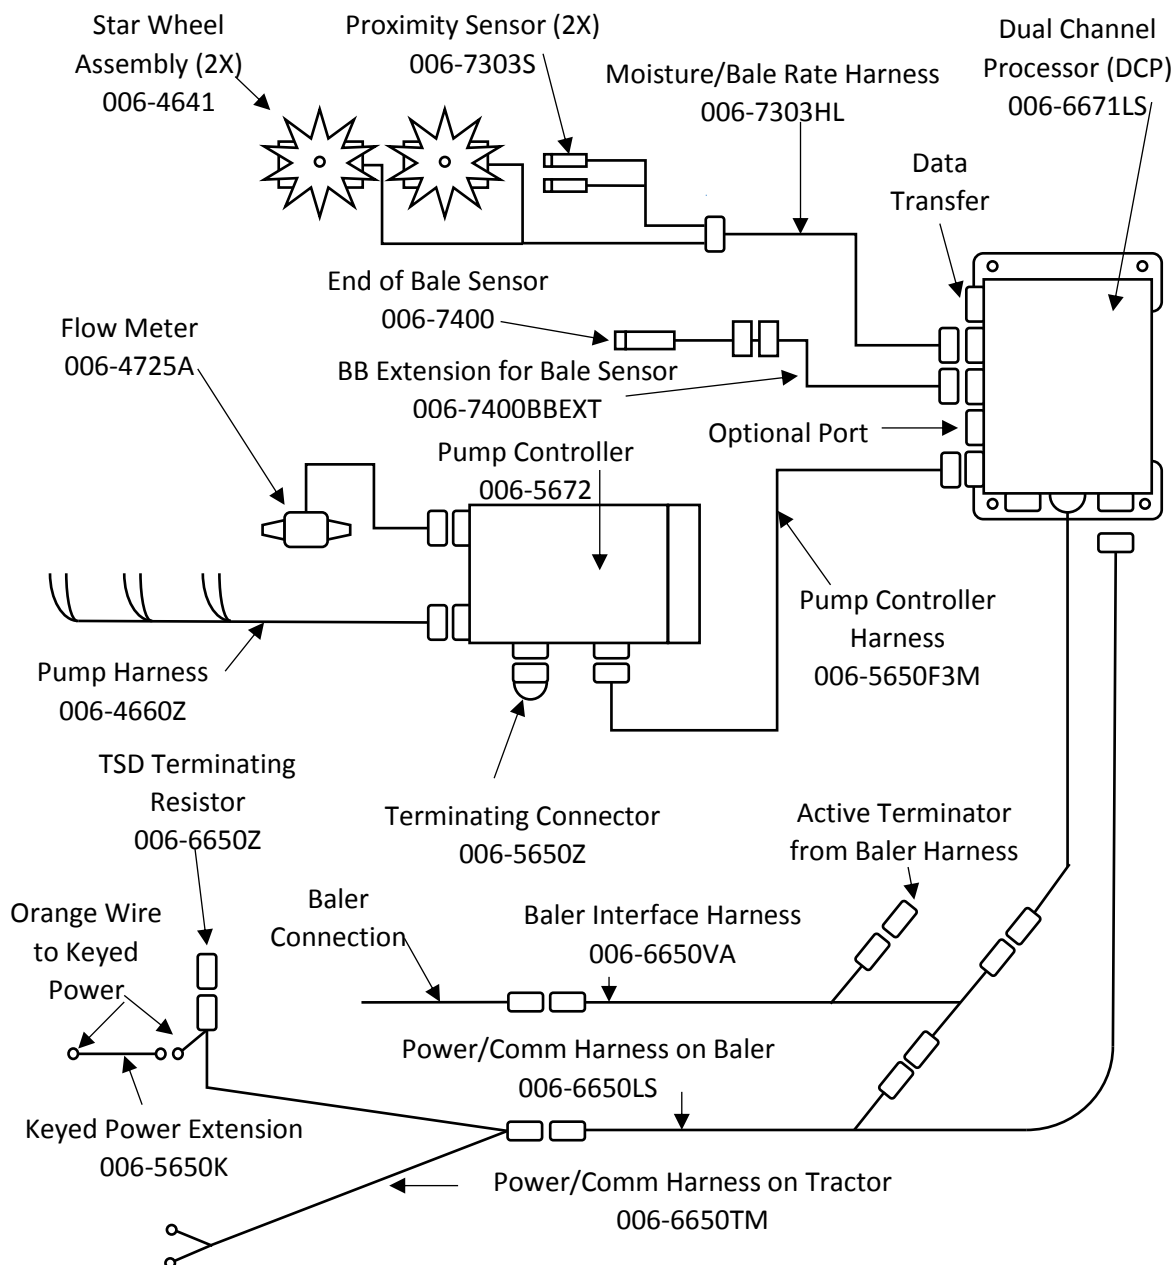 Star Wheel
Assembly (2X)
006-4641
Proximity Sensor (2X)
006-7303S
Moisture/Bale Rate Harness
006-7303HL
Dual Channel
Processor (DCP)
006-6671LS
Data
Transfer
End of Bale Sensor
006-7400
Flow Meter
006-4725A
BB Extension for Bale Sensor
006-7400BBEXT
Optional Port
Pump Controller
006-5672
Pump Controller
Harness
006-5650F3M
Pump Harness
006-4660Z
TSD Terminating
Resistor
006-6650Z
Terminating Connector
006-5650Z
Active Terminator
from Baler Harness
Orange Wire
to Keyed
Power
Baler
Connection
Baler Interface Harness
006-6650VA
Power/Comm Harness on Baler
006-6650LS
Keyed Power Extension
006-5650K
Power/Comm Harness on Tractor
006-6650TM